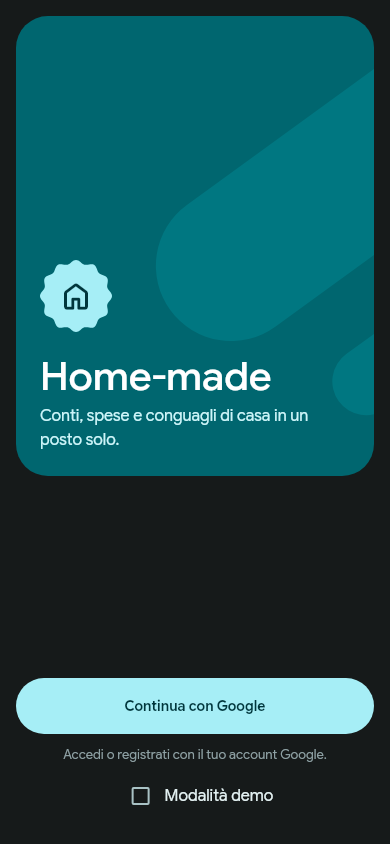 Home-made
Conti, spese e conguagli di casa in un
posto solo.
Continua con Google
Accedi o registrati con il tuo account Google.
Modalità demo